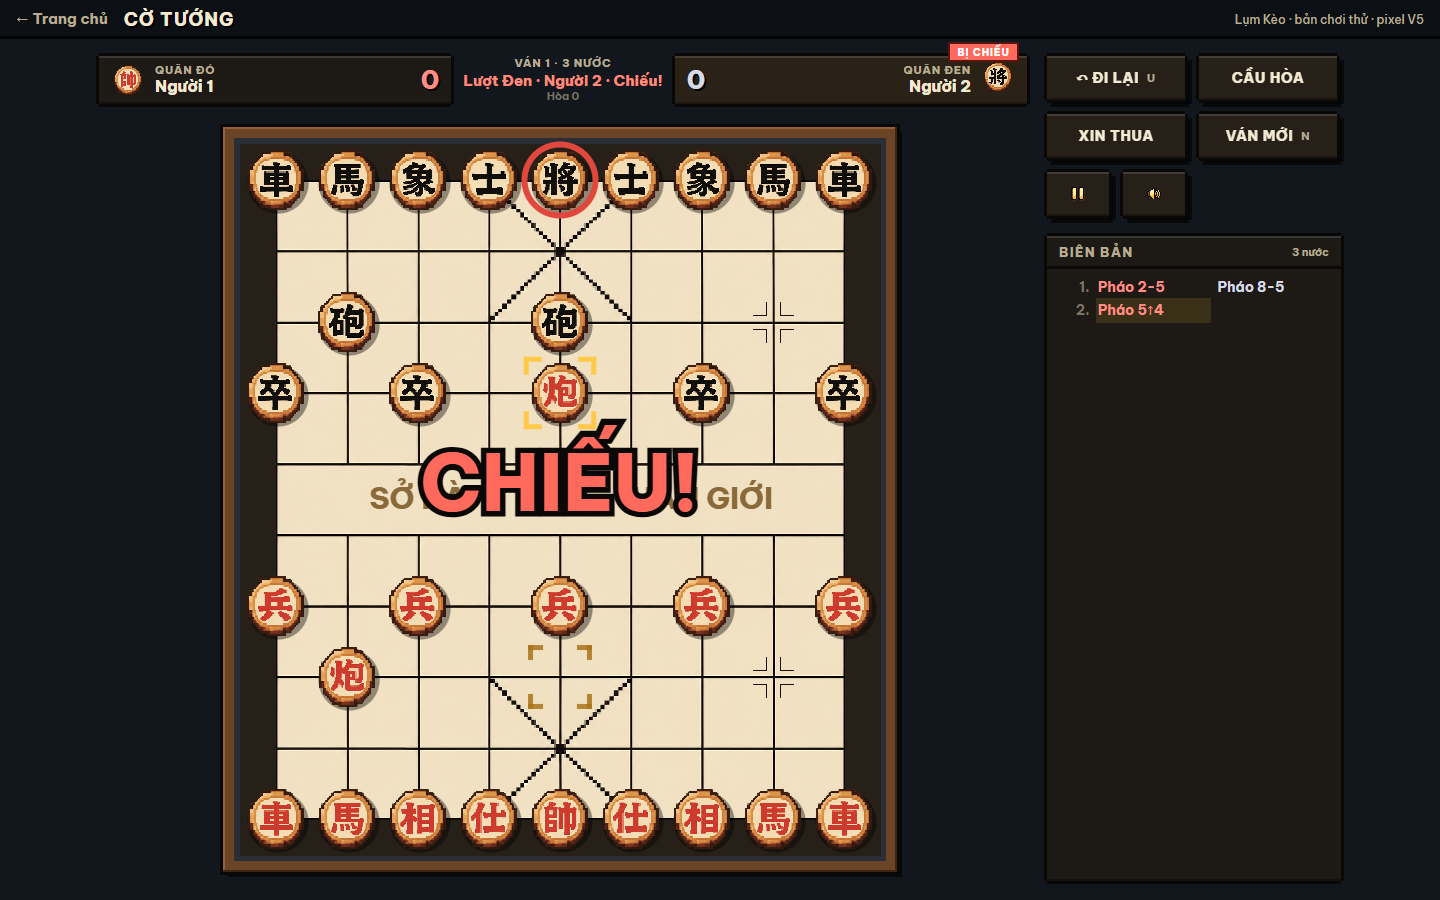 ← Trang chủ CỜ TƯỚNG
Lụm Kèo · bản chơi thử · pixel V5
帥 QUÂN ĐỎ
Người 1
0
VÁN 1 · 3 NƯỚC
Lượt Đen · Người 2 · Chiếu!
Hòa 0
BỊ CHIẾU
0
QUÂN ĐEN
Người 2
將
ĐI LẠI U
CẦU HÒA
XIN THUA
VÁN MỚI N
BIÊN BẢN 3 nước
1. Pháo 2-5 Pháo 8-5
2. Pháo 5↑4
車 馬 象 士 將 士 象 馬 車
砲 砲
卒 卒 炮 卒 卒
CHIẾU!
SỞ GIỚI
兵 兵 兵 兵 兵
炮
車 馬 相 仕 帥 仕 相 馬 車